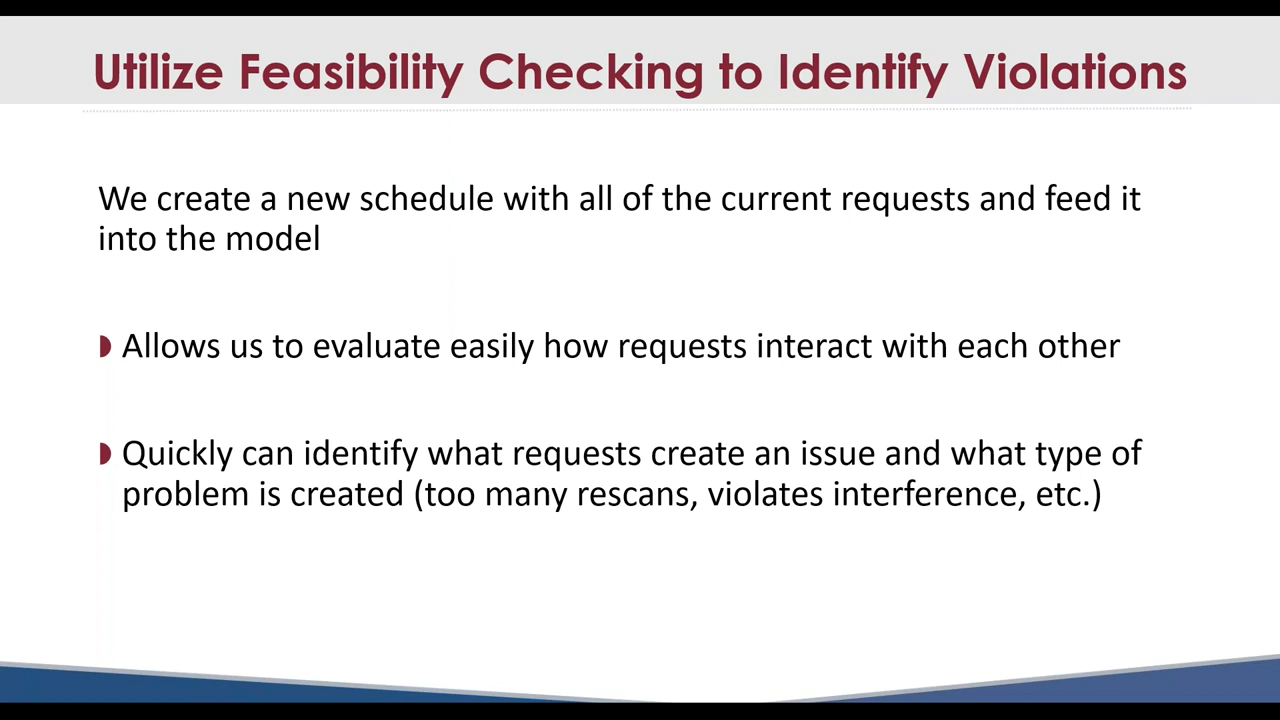 Utilize Feasibility Checking to Identify Violations
We create a new schedule with all of the current requests and feed it
into the model
Allows us to evaluate easily how requests interact with each other
Quickly can identify what requests create an issue and what type of
problem is created (too many rescans, violates interference, etc.)